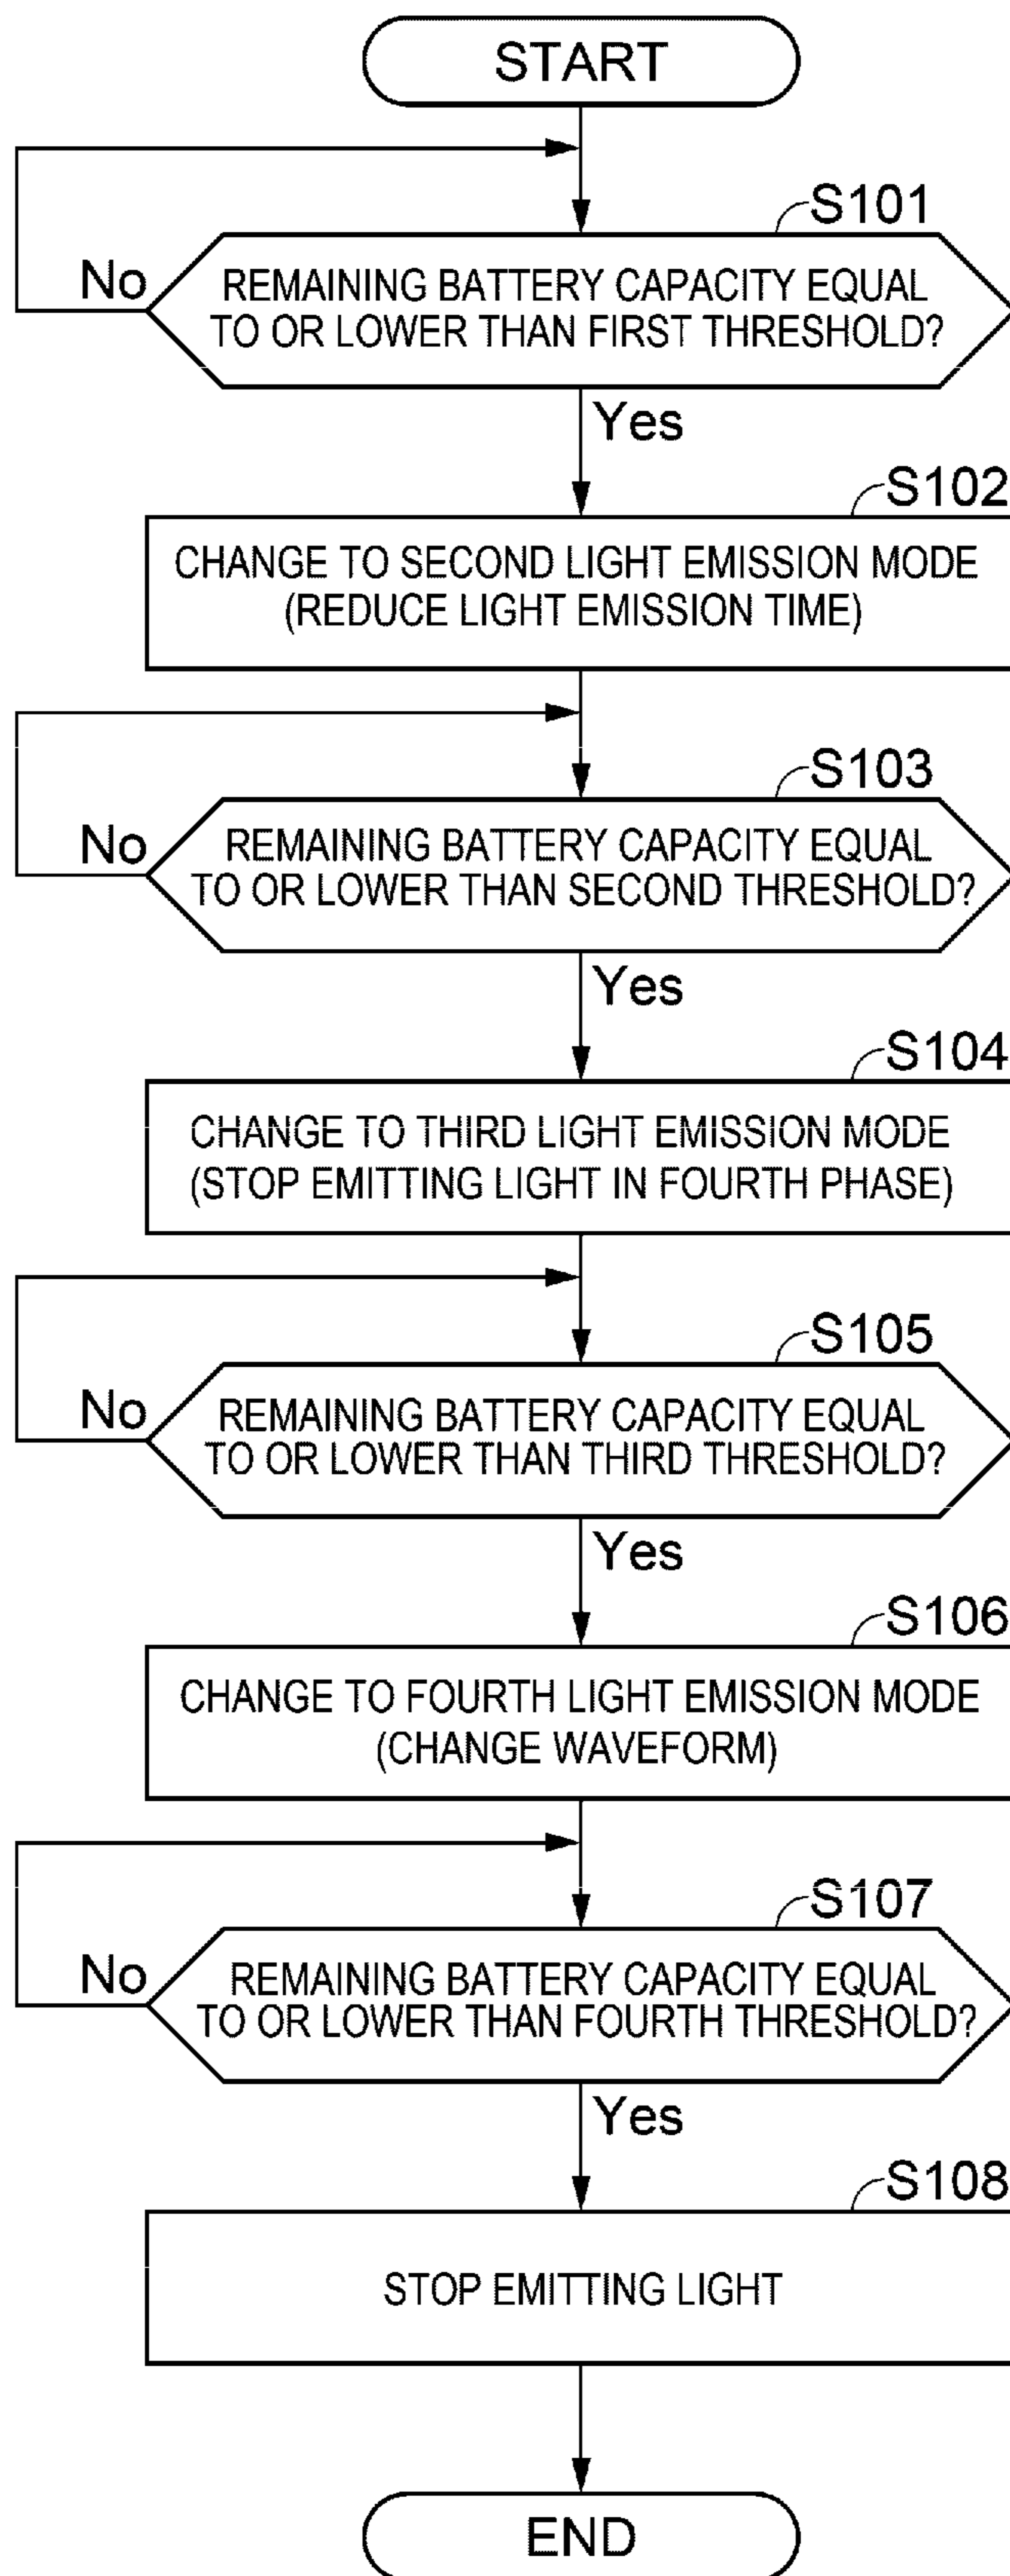 START
S101
No
REMAINING BATTERY CAPACITY EQUAL
TO OR LOWER THAN FIRST THRESHOLD?
Yes
S102
CHANGE TO SECOND LIGHT EMISSION MODE
(REDUCE LIGHT EMISSION TIME)
S103
No
REMAINING BATTERY CAPACITY EQUAL
TO OR LOWER THAN SECOND THRESHOLD?
Yes
S104
CHANGE TO THIRD LIGHT EMISSION MODE
(STOP EMITTING LIGHT IN FOURTH PHASE)
S105
No
REMAINING BATTERY CAPACITY EQUAL
TO OR LOWER THAN THIRD THRESHOLD?
Yes
S106
CHANGE TO FOURTH LIGHT EMISSION MODE
(CHANGE WAVEFORM)
S107
No
REMAINING BATTERY CAPACITY EQUAL
TO OR LOWER THAN FOURTH THRESHOLD?
Yes
S108
STOP EMITTING LIGHT
END